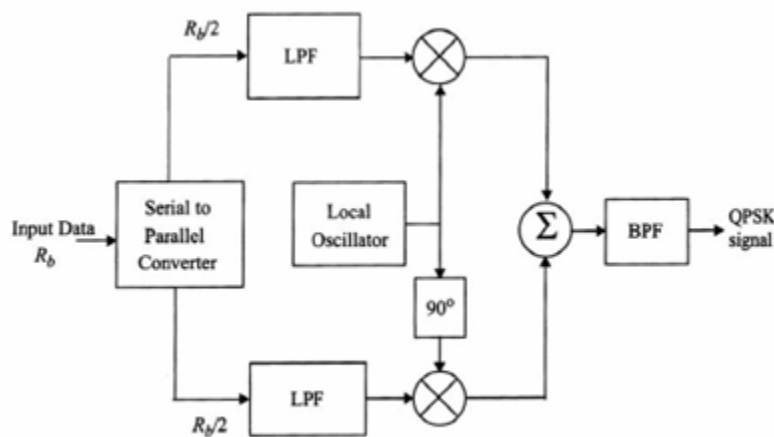 R_b/2
LPF
Serial to
Parallel
Converter
Input Data
R_b
Local
Oscillator
90°
Σ
BPF
QPSK
signal
LPF
R_b/2